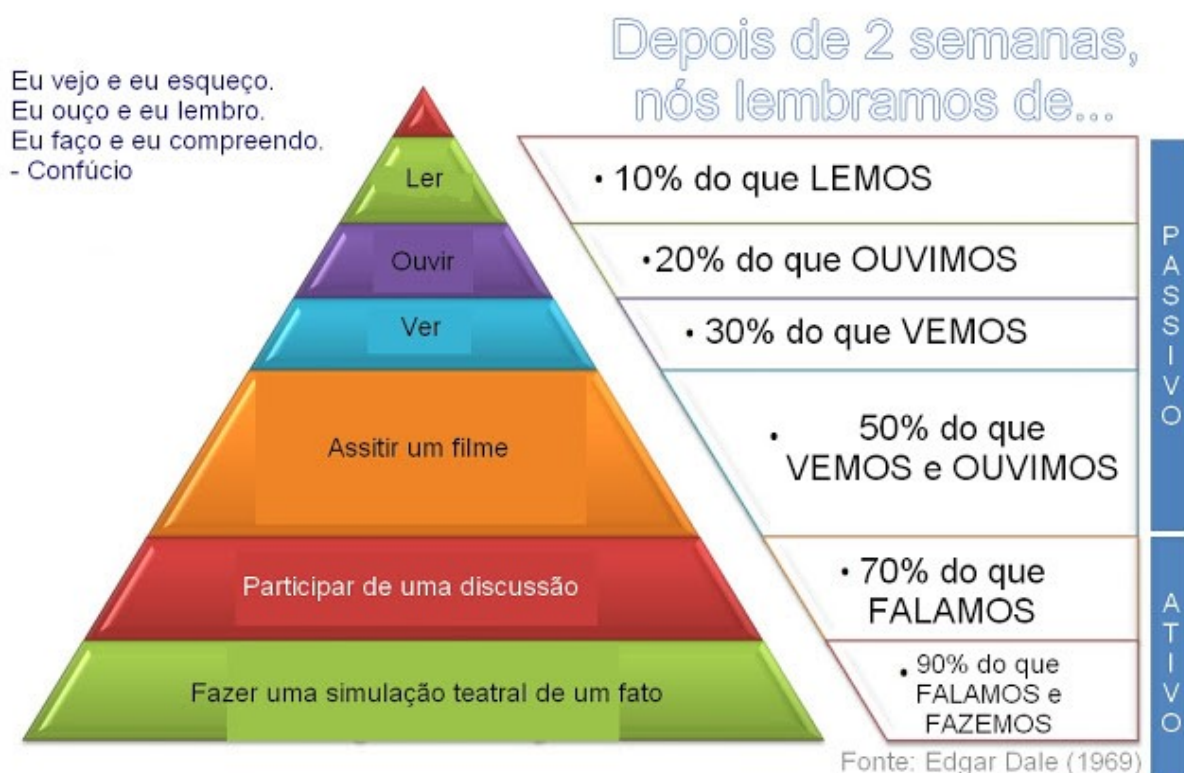 Depois de 2 semanas,
nós lembramos de...
Eu vejo e eu esqueço.
Eu ouço e eu lembro.
Eu faço e eu compreendo.
- Confúcio
Ler
• 10% do que LEMOS
Ouvir
•20% do que OUVIMOS
Ver
• 30% do que VEMOS
Assitir um filme
• 50% do que
VEMOS e OUVIMOS
Participar de uma discussão
• 70% do que
FALAMOS
Fazer uma simulação teatral de um fato
• 90% do que
FALAMOS e
FAZEMOS
PASSIVO
ATIVO
Fonte: Edgar Dale (1969)